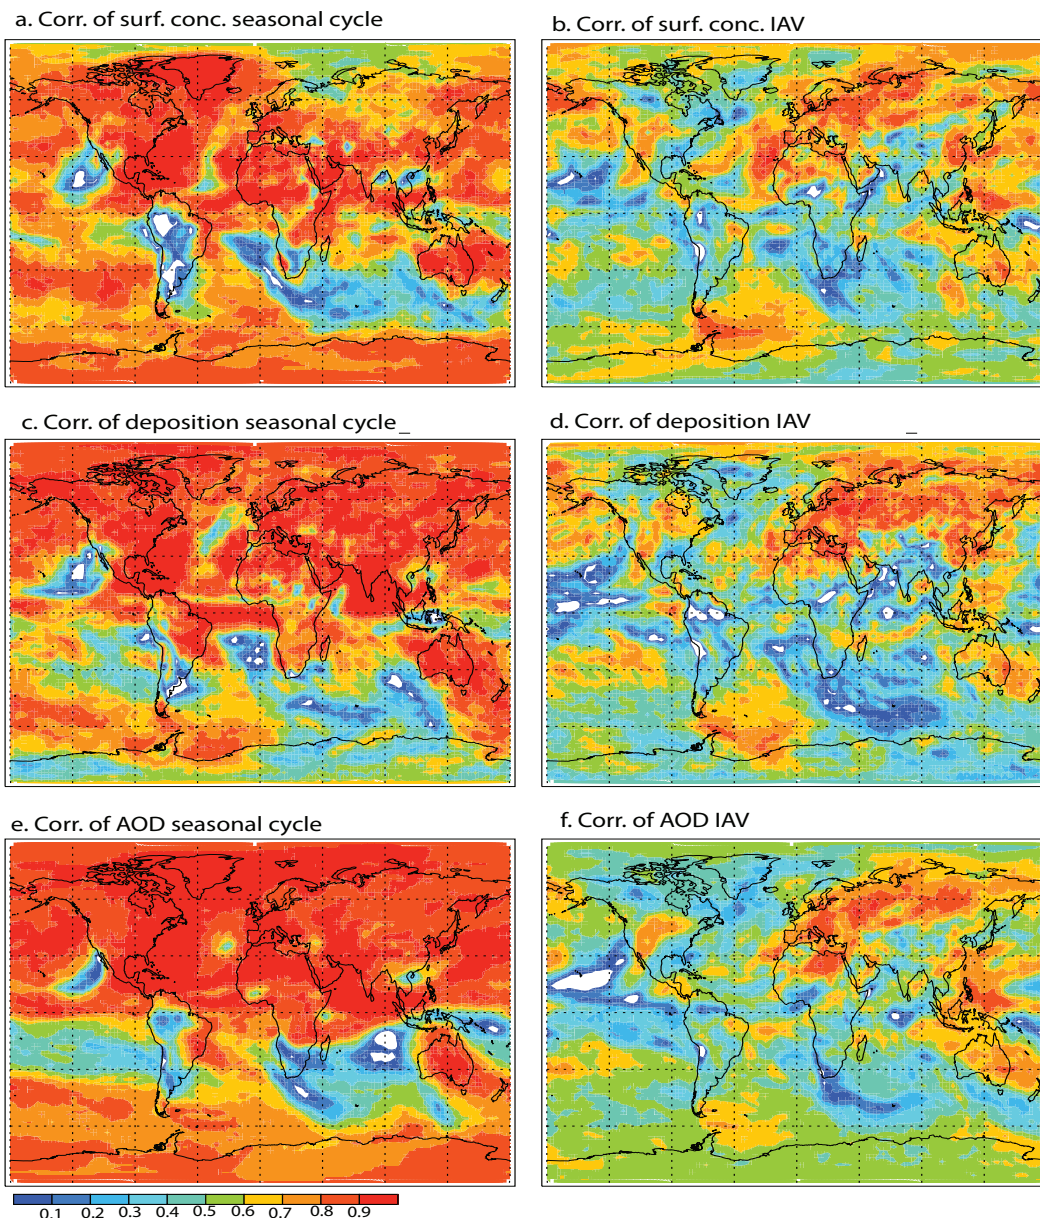 a. Corr. of surf. conc. seasonal cycle
b. Corr. of surf. conc. IAV
c. Corr. of deposition seasonal cycle_
d. Corr. of deposition IAV _
e. Corr. of AOD seasonal cycle
f. Corr. of AOD IAV
0.1 0.2 0.3 0.4 0.5 0.6 0.7 0.8 0.9